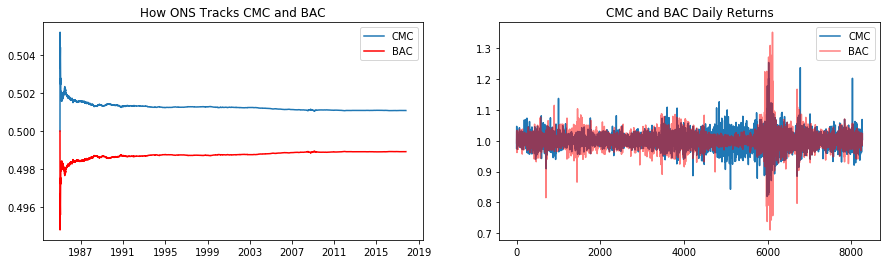 How ONS Tracks CMC and BAC
0.504
0.502
0.500
0.498
0.496
1987 1991 1995 1999 2003 2007 2011 2015 2019
CMC
BAC
CMC and BAC Daily Returns
1.3
1.2
1.1
1.0
0.9
0.8
0.7
0 2000 4000 6000 8000
CMC
BAC